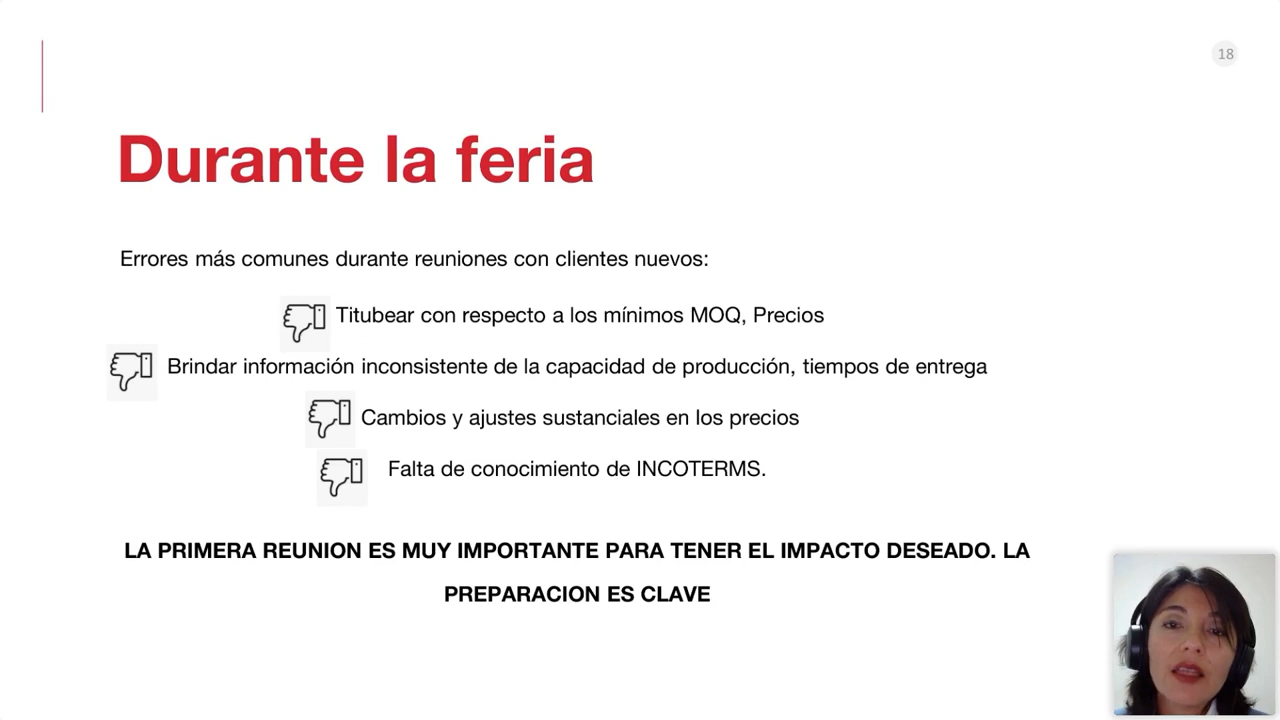 18
Durante la feria
Errores más comunes durante reuniones con clientes nuevos:
Titubear con respecto a los mínimos MOQ, Precios
Brindar información inconsistente de la capacidad de producción, tiempos de entrega
Cambios y ajustes sustanciales en los precios
Falta de conocimiento de INCOTERMS.
LA PRIMERA REUNION ES MUY IMPORTANTE PARA TENER EL IMPACTO DESEADO. LA
PREPARACION ES CLAVE